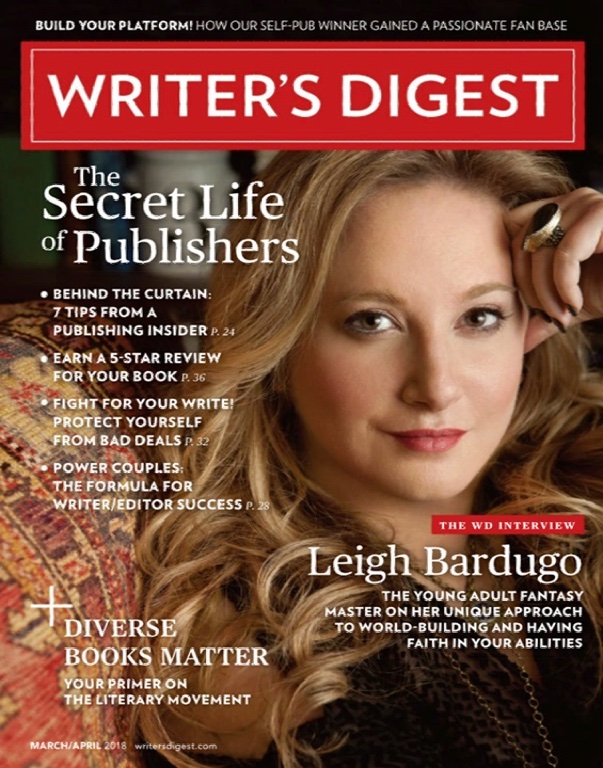 BUILD YOUR PLATFORM! HOW OUR SELF-PUB WINNER GAINED A PASSIONATE FAN BASE
WRITER'S DIGEST
The
Secret Life
of Publishers
• BEHIND THE CURTAIN:
7 TIPS FROM A
PUBLISHING INSIDER P. 24
• EARN A 5-STAR REVIEW
FOR YOUR BOOK P. 36
• FIGHT FOR YOUR WRITE!
PROTECT YOURSELF
FROM BAD DEALS P. 32
• POWER COUPLES:
THE FORMULA FOR
WRITER/EDITOR SUCCESS P. 28
THE WD INTERVIEW
Leigh Bardugo
THE YOUNG ADULT FANTASY
MASTER ON HER UNIQUE APPROACH
TO WORLD-BUILDING AND HAVING
FAITH IN YOUR ABILITIES
+
DIVERSE
BOOKS MATTER
YOUR PRIMER ON
THE LITERARY MOVEMENT
MARCH/APRIL 2018 writersdigest.com